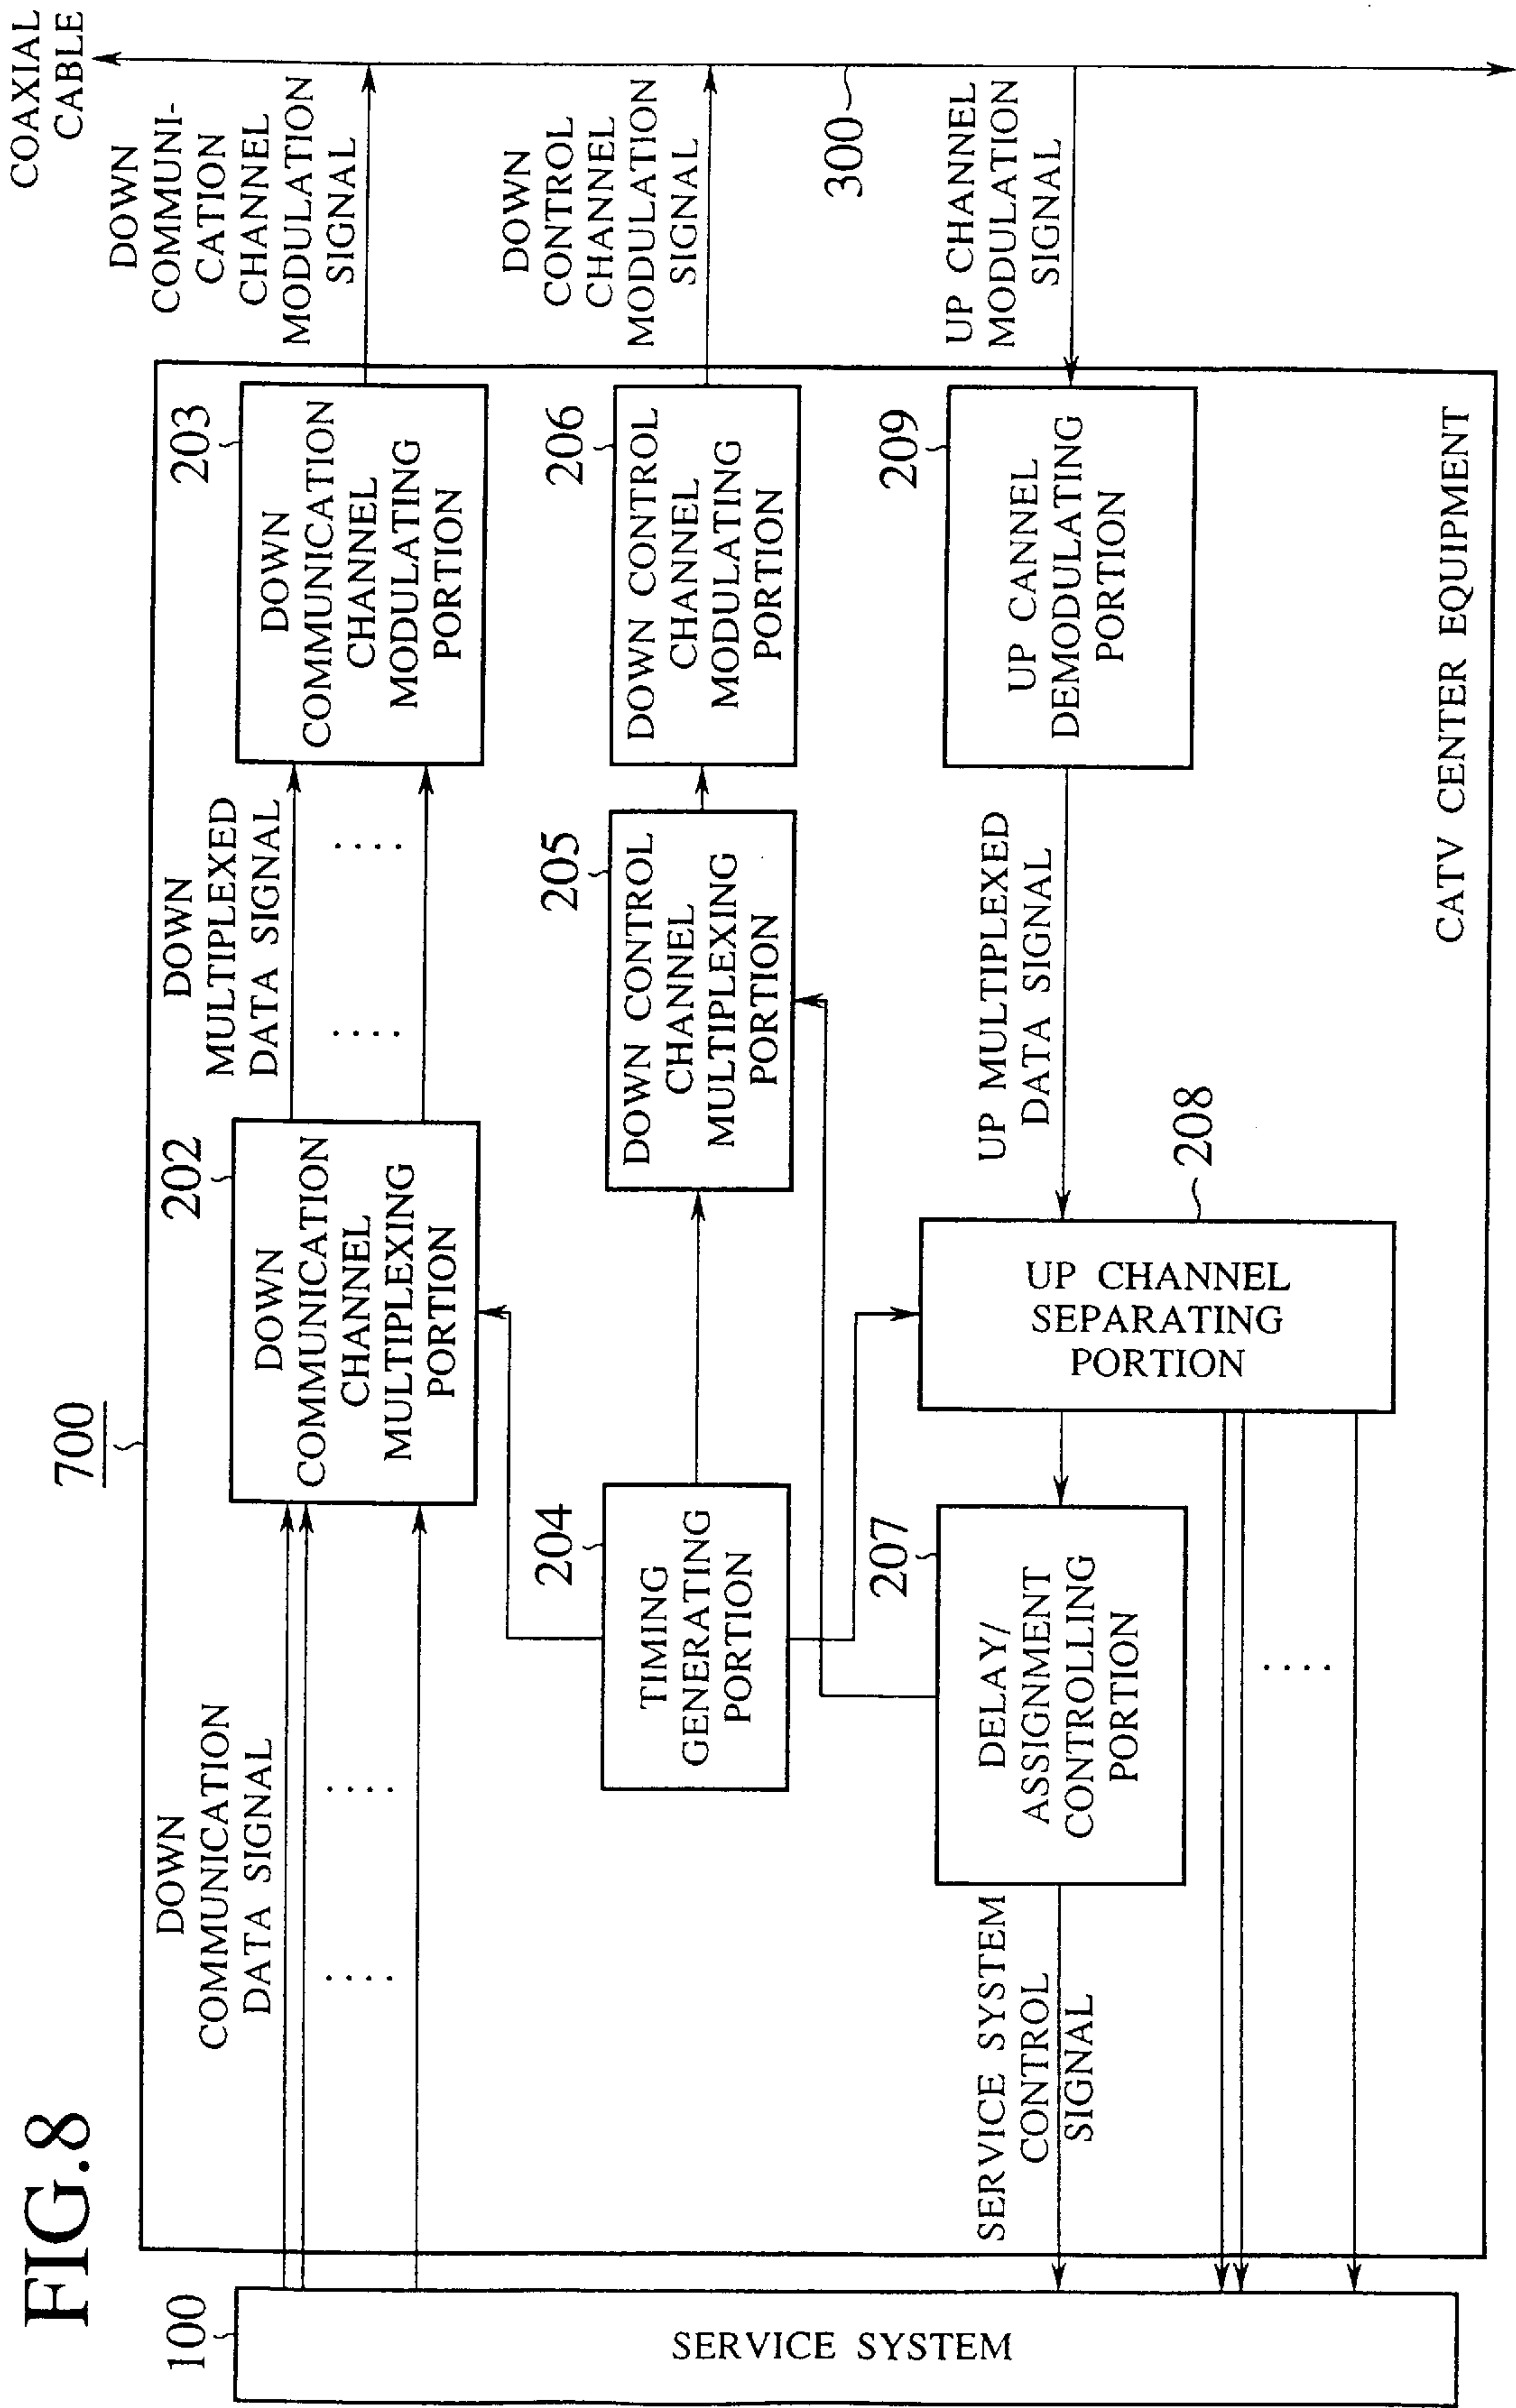 FIG.8
100
SERVICE SYSTEM
700
DOWN
COMMUNICATION
DATA SIGNAL
....
....
202
DOWN
COMMUNICATION
CHANNEL
MULTIPLEXING
PORTION
DOWN
MULTIPLEXED
DATA SIGNAL
....
....
203
DOWN
COMMUNICATION
CHANNEL
MODULATING
PORTION
DOWN
COMMUNI-
CATION
CHANNEL
MODULATION
SIGNAL
COAXIAL
CABLE
204
TIMING
GENERATING
PORTION
205
DOWN CONTROL
CHANNEL
MULTIPLEXING
PORTION
206
DOWN CONTROL
CHANNEL
MODULATING
PORTION
DOWN
CONTROL
CHANNEL
MODULATION
SIGNAL
300
SERVICE SYSTEM
CONTROL
SIGNAL
207
DELAY/
ASSIGNMENT
CONTROLLING
PORTION
....
UP CHANNEL
SEPARATING
PORTION
208
UP MULTIPLEXED
DATA SIGNAL
209
UP CANNEL
DEMODULATING
PORTION
UP CHANNEL
MODULATION
SIGNAL
CATV CENTER EQUIPMENT